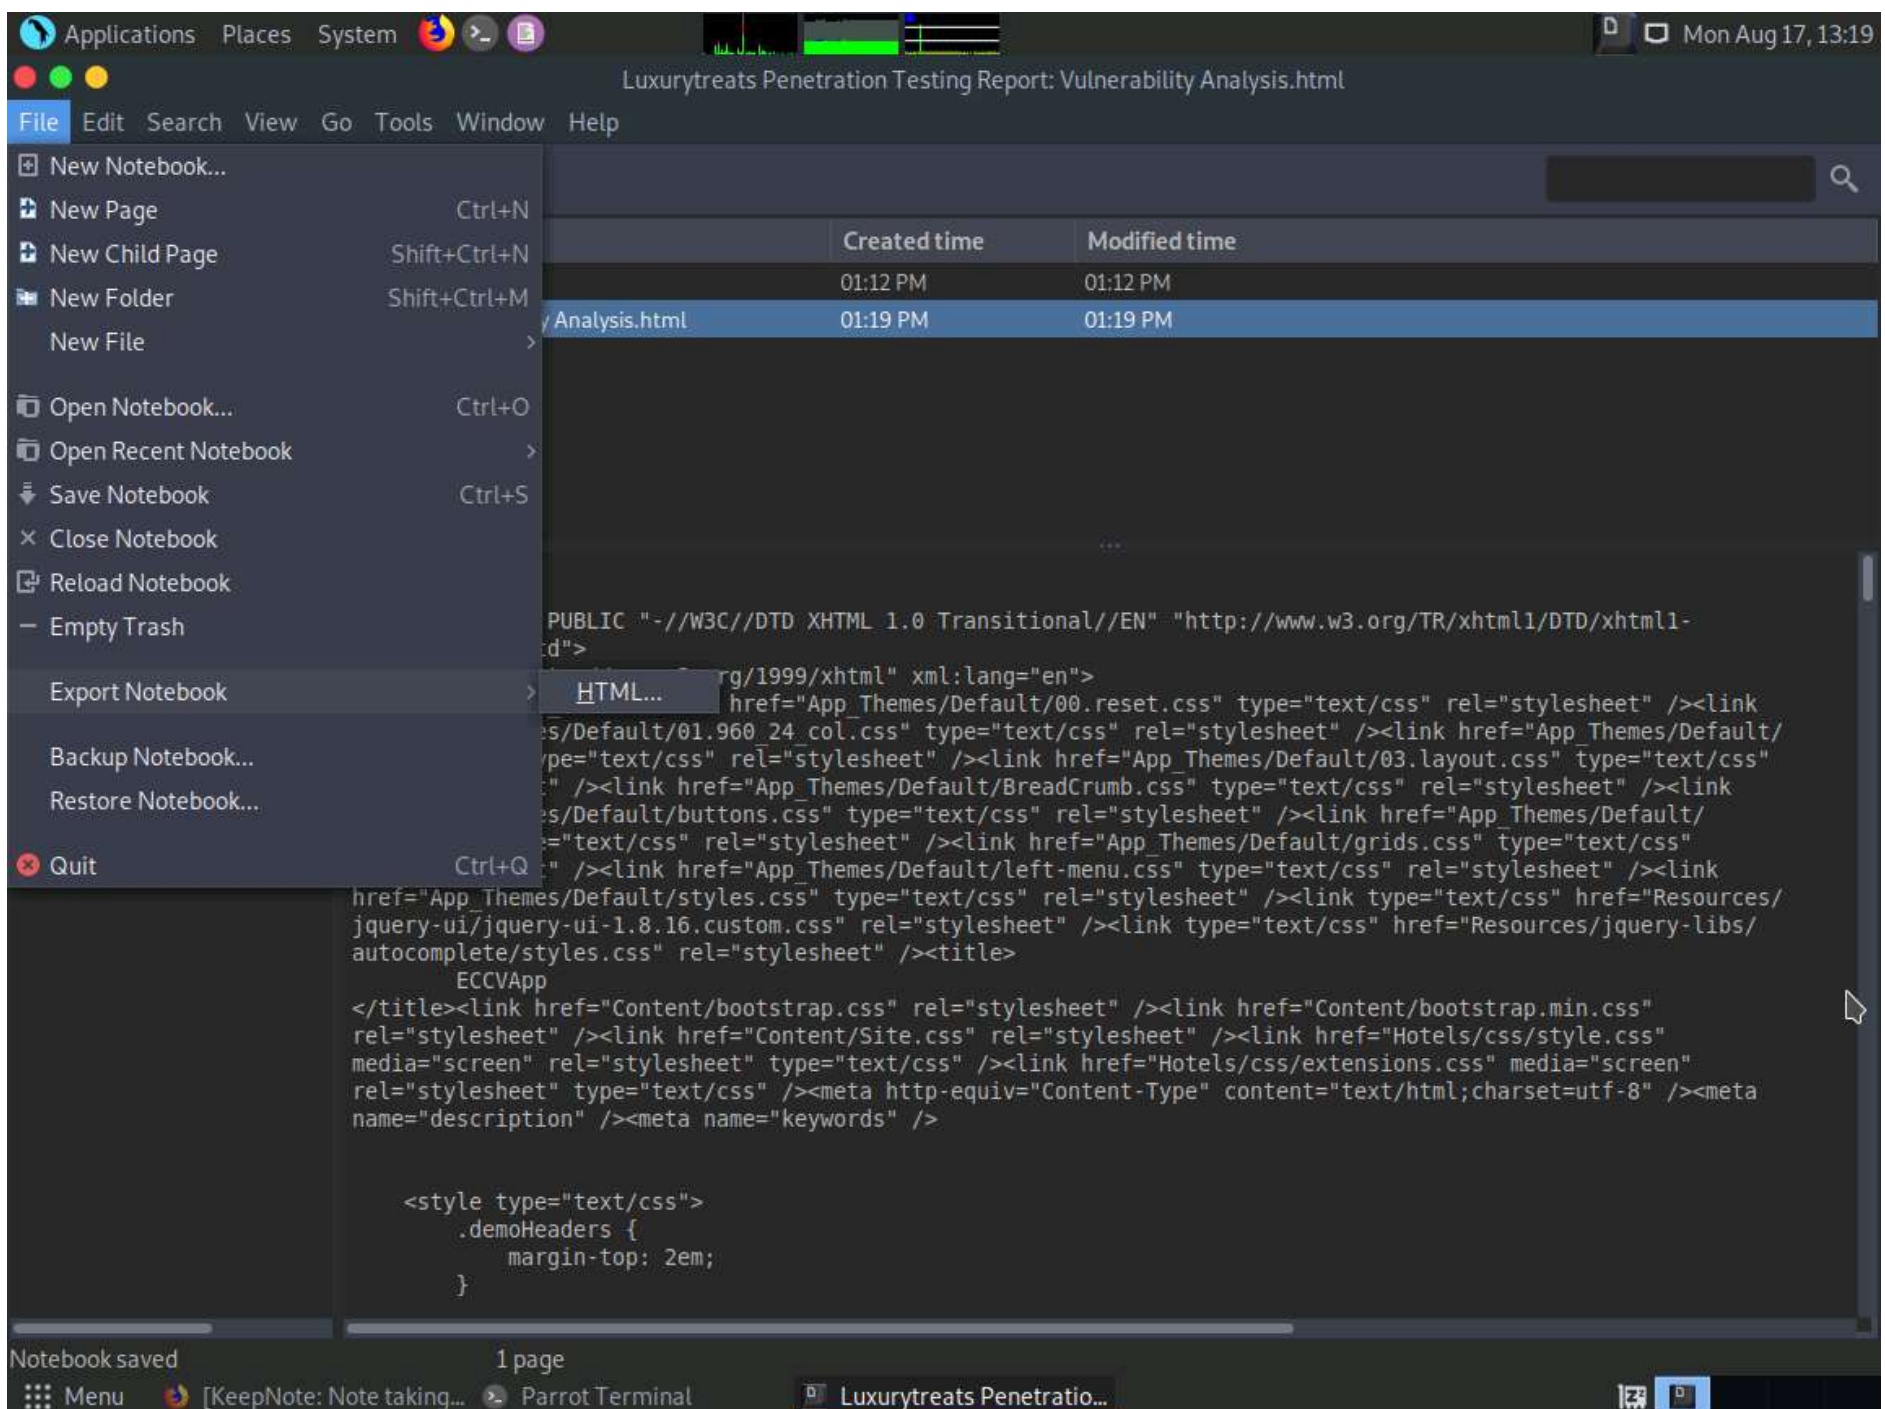 Applications Places System Mon Aug 17, 13:19
Luxurytreats Penetration Testing Report: Vulnerability Analysis.html
File Edit Search View Go Tools Window Help
New Notebook...
New Page Ctrl+N
New Child Page Shift+Ctrl+N
New Folder Shift+Ctrl+M
New File
Open Notebook... Ctrl+O
Open Recent Notebook
Save Notebook Ctrl+S
Close Notebook
Reload Notebook
Empty Trash
Export Notebook
HTML...
Backup Notebook...
Restore Notebook...
Quit Ctrl+Q
Created time Modified time
01:12 PM 01:12 PM
Analysis.html 01:19 PM 01:19 PM
PUBLIC "-//W3C//DTD XHTML 1.0 Transitional//EN" "http://www.w3.org/TR/xhtml1/DTD/xhtml1-
td">
rg/1999/xhtml" xml:lang="en">
href="App_Themes/Default/00.reset.css" type="text/css" rel="stylesheet" /><link
s/Default/01.960_24_col.css" type="text/css" rel="stylesheet" /><link href="App_Themes/Default/
pe="text/css" rel="stylesheet" /><link href="App_Themes/Default/03.layout.css" type="text/css"
" /><link href="App_Themes/Default/BreadCrumb.css" type="text/css" rel="stylesheet" /><link
s/Default/buttons.css" type="text/css" rel="stylesheet" /><link href="App_Themes/Default/
="text/css" rel="stylesheet" /><link href="App_Themes/Default/grids.css" type="text/css"
" /><link href="App_Themes/Default/left-menu.css" type="text/css" rel="stylesheet" /><link
href="App_Themes/Default/styles.css" type="text/css" rel="stylesheet" /><link type="text/css" href="Resources/
jquery-ui/jquery-ui-1.8.16.custom.css" rel="stylesheet" /><link type="text/css" href="Resources/jquery-libs/
autocomplete/styles.css" rel="stylesheet" /><title>
ECCVApp
</title><link href="Content/bootstrap.css" rel="stylesheet" /><link href="Content/bootstrap.min.css"
rel="stylesheet" /><link href="Content/Site.css" rel="stylesheet" /><link href="Hotels/css/style.css"
media="screen" rel="stylesheet" type="text/css" /><link href="Hotels/css/extensions.css" media="screen"
rel="stylesheet" type="text/css" /><meta http-equiv="Content-Type" content="text/html;charset=utf-8" /><meta
name="description" /><meta name="keywords" />
<style type="text/css">
.demoHeaders {
margin-top: 2em;
}
Notebook saved 1 page
Menu [KeepNote: Note taking... Parrot Terminal Luxurytreats Penetratio...